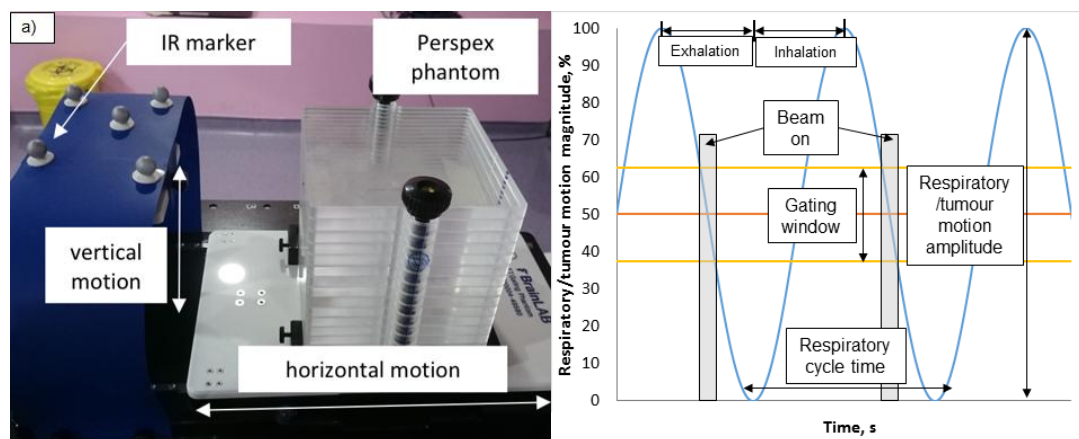 a)
IR marker
Perspex
phantom
vertical
motion
horizontal motion
BrainLAB
Respiratory/tumour motion magnitude, %
100
90
80
70
60
50
40
30
20
10
0
Exhalation
Inhalation
Beam
on
Gating
window
Respiratory
/tumour
motion
amplitude
Respiratory
cycle time
Time, s